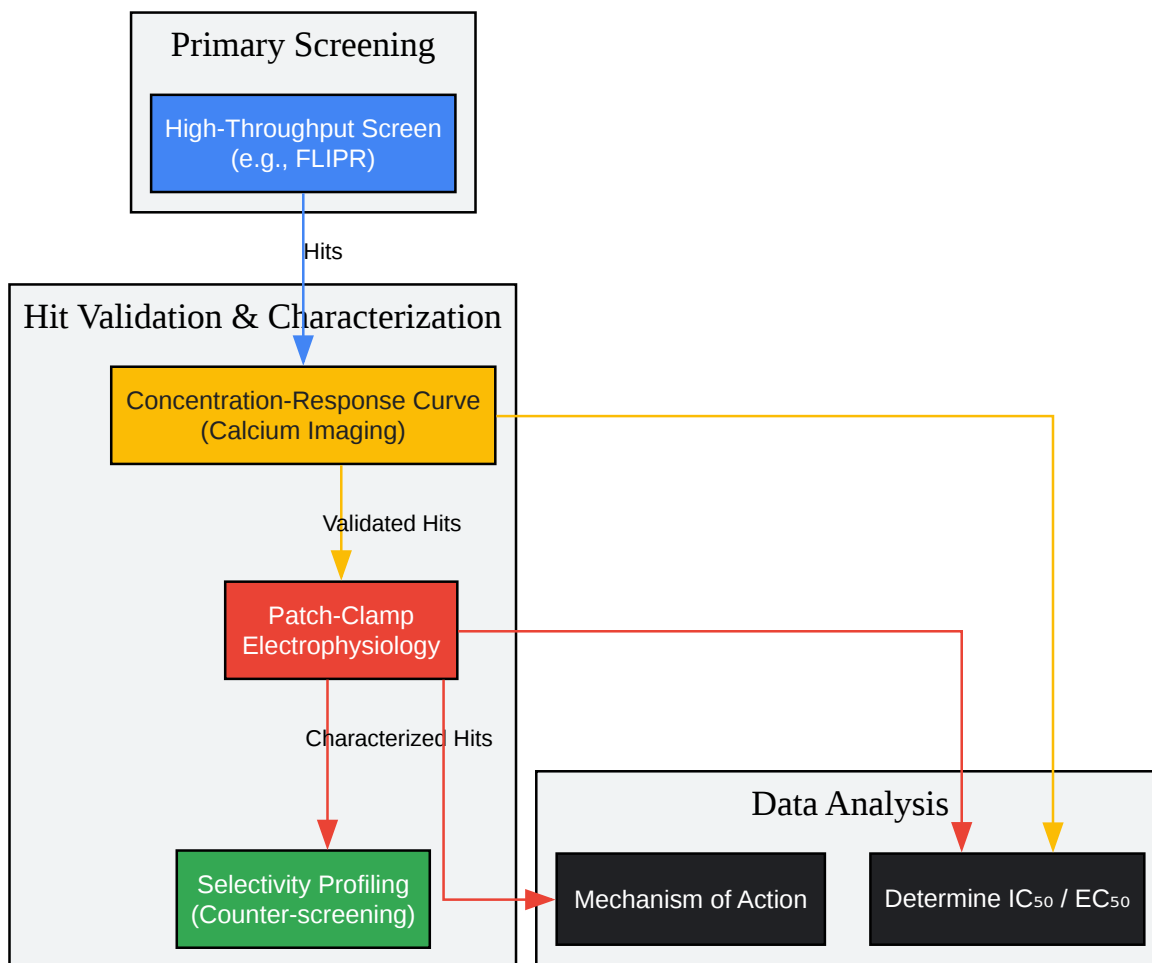 Primary Screening
High-Throughput Screen
(e.g., FLIPR)
Hits
Hit Validation & Characterization
Concentration-Response Curve
(Calcium Imaging)
Validated Hits
Patch-Clamp
Electrophysiology
Characterized Hits
Selectivity Profiling
(Counter-screening)
Data Analysis
Mechanism of Action
Determine IC₅₀ / EC₅₀